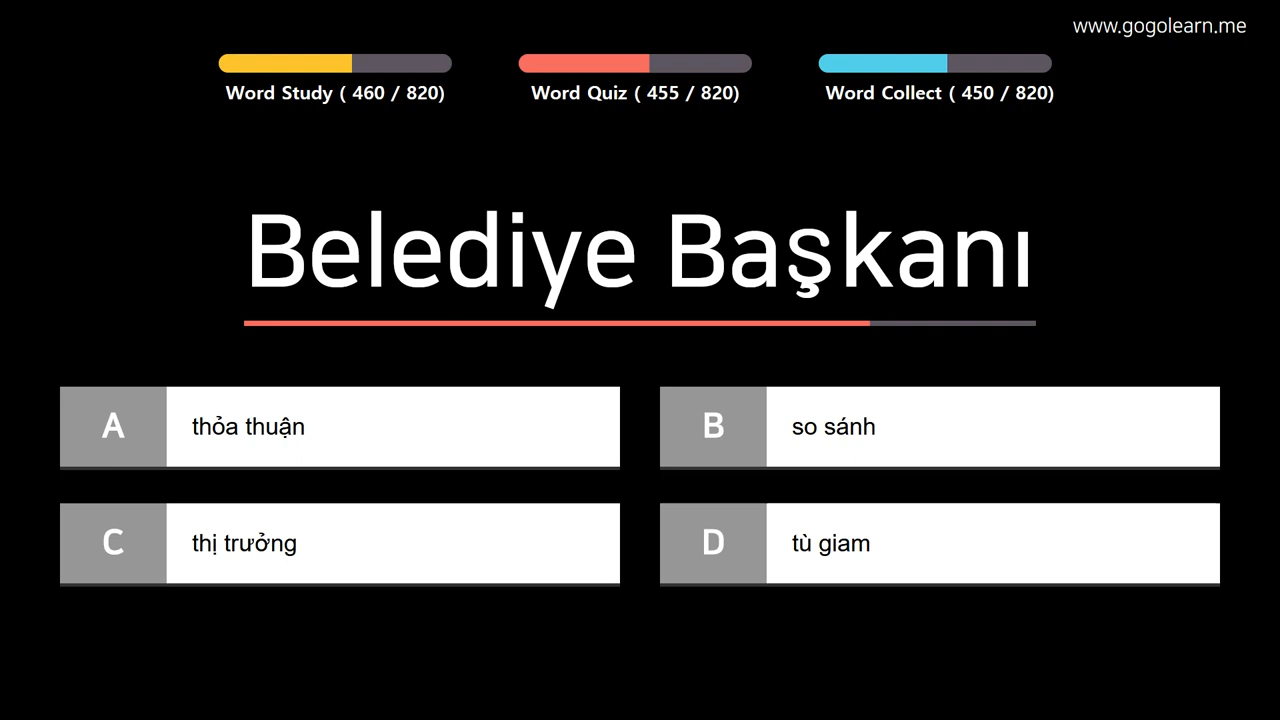 www.gogolearn.me
Word Study ( 460 / 820)
Word Quiz ( 455 / 820)
Word Collect ( 450 / 820)
Belediye Başkanı
A
thỏa thuận
B
so sánh
C
thị trưởng
D
tù giam